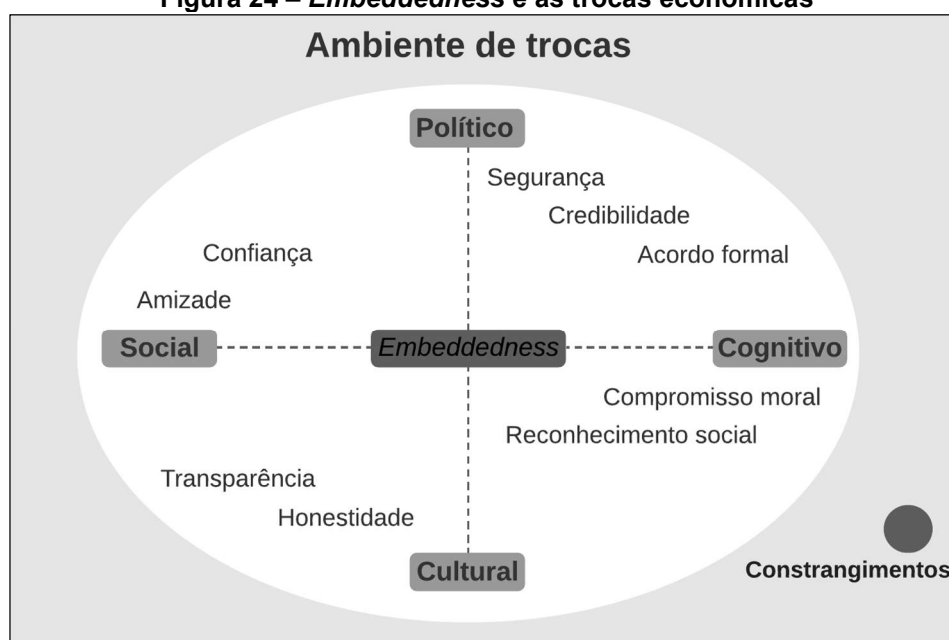 Figura 24 – Embeddedness e as trocas econômicas
Ambiente de trocas
Político
Segurança
Credibilidade
Confiança
Acordo formal
Amizade
Social
Embeddedness
Cognitivo
Compromisso moral
Reconhecimento social
Transparência
Honestidade
Cultural
Constrangimentos